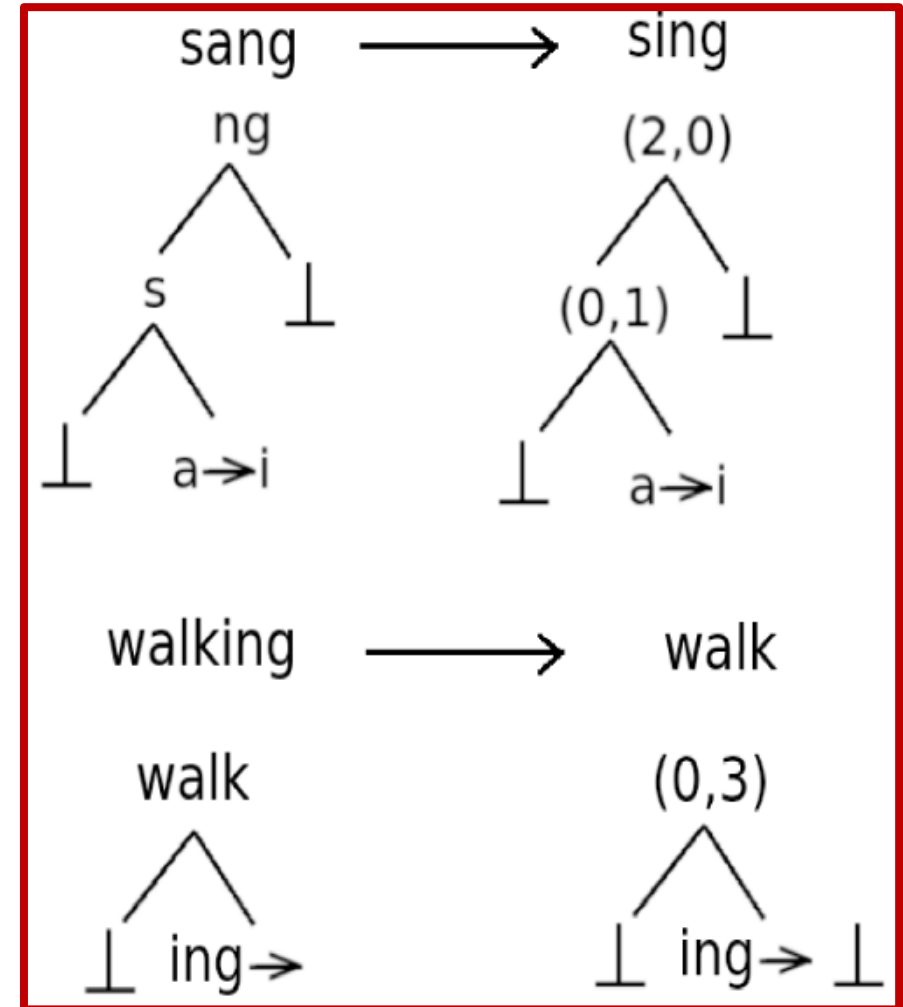 sang → sing
ng (2,0)
s ⊥ (0,1) ⊥
⊥ a→i ⊥ a→i
walking → walk
walk (0,3)
⊥ ing→ ⊥ ing→ ⊥